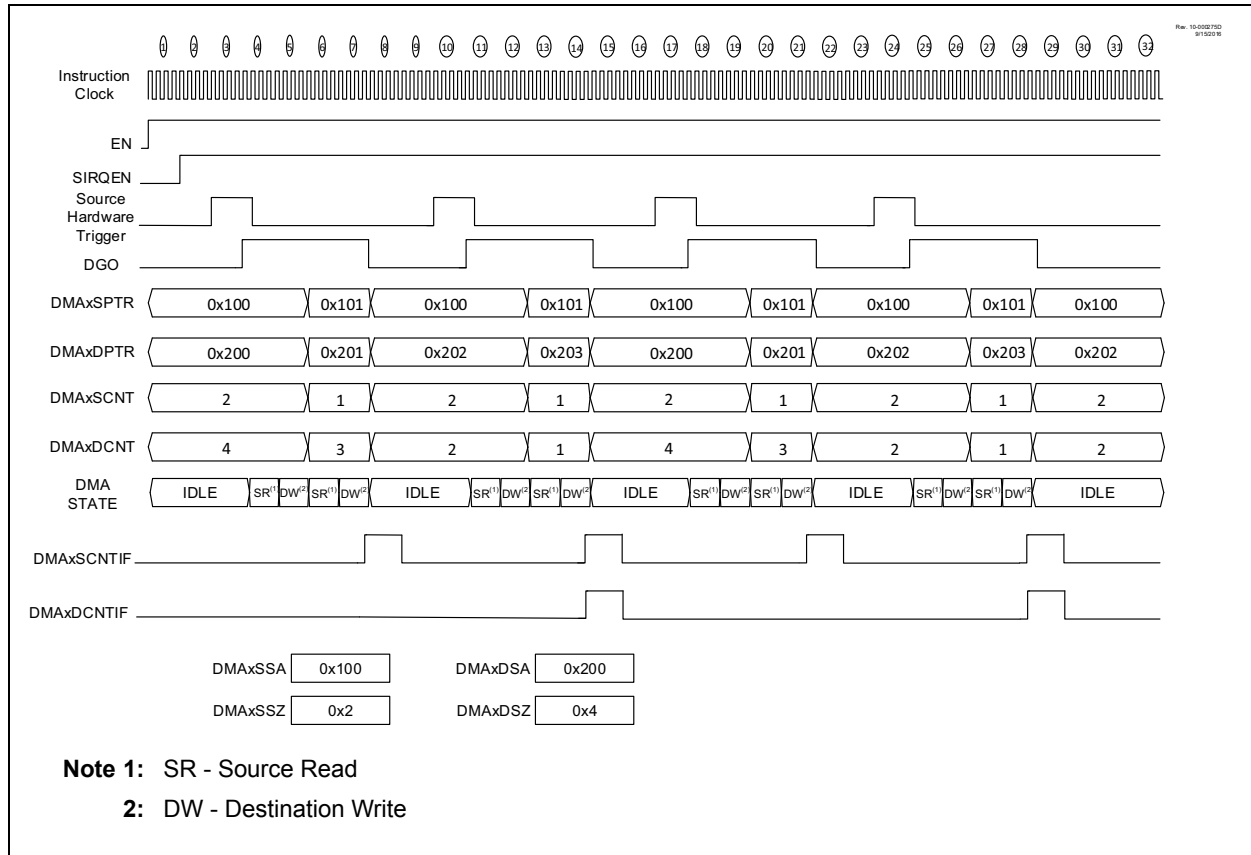 Rev. 10-000275D
9/15/2016
1 2 3 4 5 6 7 8 9 10 11 12 13 14 15 16 17 18 19 20 21 22 23 24 25 26 27 28 29 30 31 32
Instruction
Clock
EN
SIRQEN
Source
Hardware
Trigger
DGO
DMAxSPTR 0x100 0x101 0x100 0x101 0x100 0x101 0x100 0x101 0x100
DMAxDPTR 0x200 0x201 0x202 0x203 0x200 0x201 0x202 0x203 0x202
DMAxSCNT 2 1 2 1 2 1 2 1 2
DMAxDCNT 4 3 2 1 4 3 2 1 2
DMA
STATE IDLE SR(1) DW(2) SR(1) DW(2) IDLE SR(1) DW(2) SR(1) DW(2) IDLE SR(1) DW(2) SR(1) DW(2) IDLE SR(1) DW(2) SR(1) DW(2) IDLE
DMAxSCNTIF
DMAxDCNTIF
DMAxSSA 0x100 DMAxDSA 0x200
DMAxSSZ 0x2 DMAxDSZ 0x4
Note 1: SR - Source Read
2: DW - Destination Write